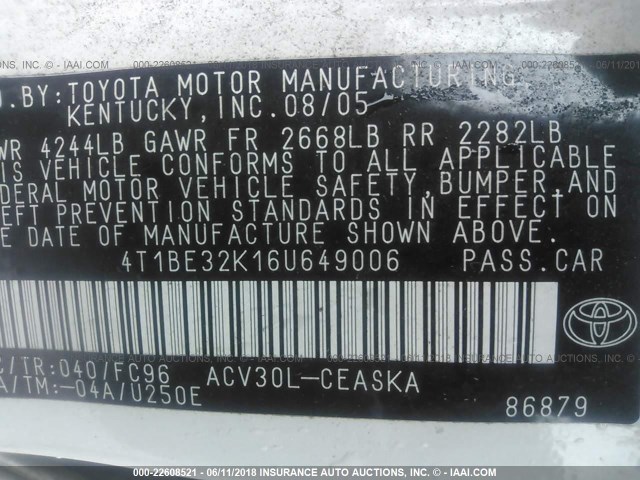 000-22608521 06/11/2018 INSURANCE AUTO AUCTIONS, INC. - IAAI.COM
D. BY: TOYOTA MOTOR MANUFACTURING,
KENTUCKY, INC. 08/05
WR 4244LB GAWR FR 2668LB RR 2282LB
IS VEHICLE CONFORMS TO ALL APPLICABLE
DERAL MOTOR VEHICLE SAFETY, BUMPER, AND
EFT PREVENTION STANDARDS IN EFFECT ON
E DATE OF MANUFACTURE SHOWN ABOVE.
4T1BE32K16U649006 PASS.CAR
C/TR:040/FC96 ACV30L-CEASKA
A/TM:-04A/U250E
86879
TOYOTA
000-22608521 | 06/11/2018 INSURANCE AUTO AUCTIONS, INC. - IAAI.COM